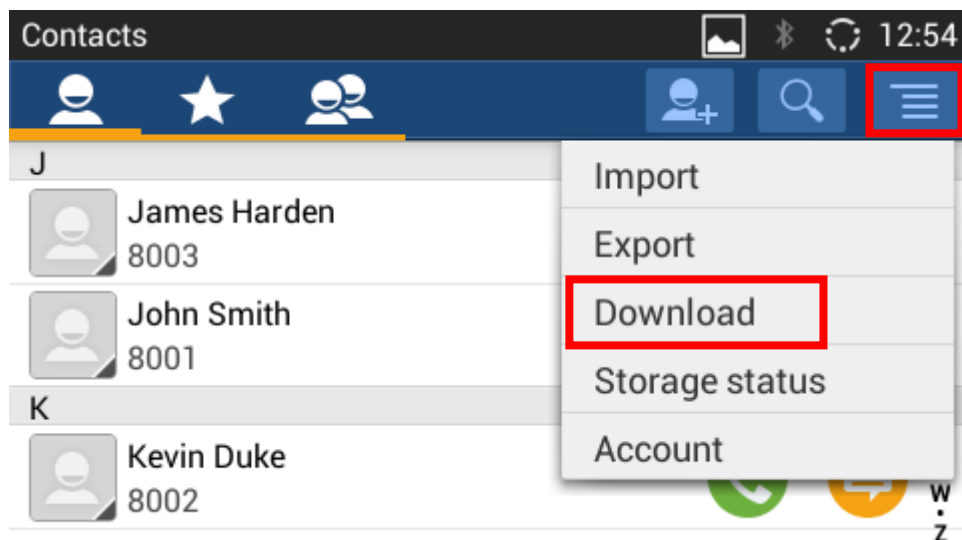 Contacts 12:54
J
James Harden
8003
John Smith
8001
K
Kevin Duke
8002
Import
Export
Download
Storage status
Account
W
·
Z